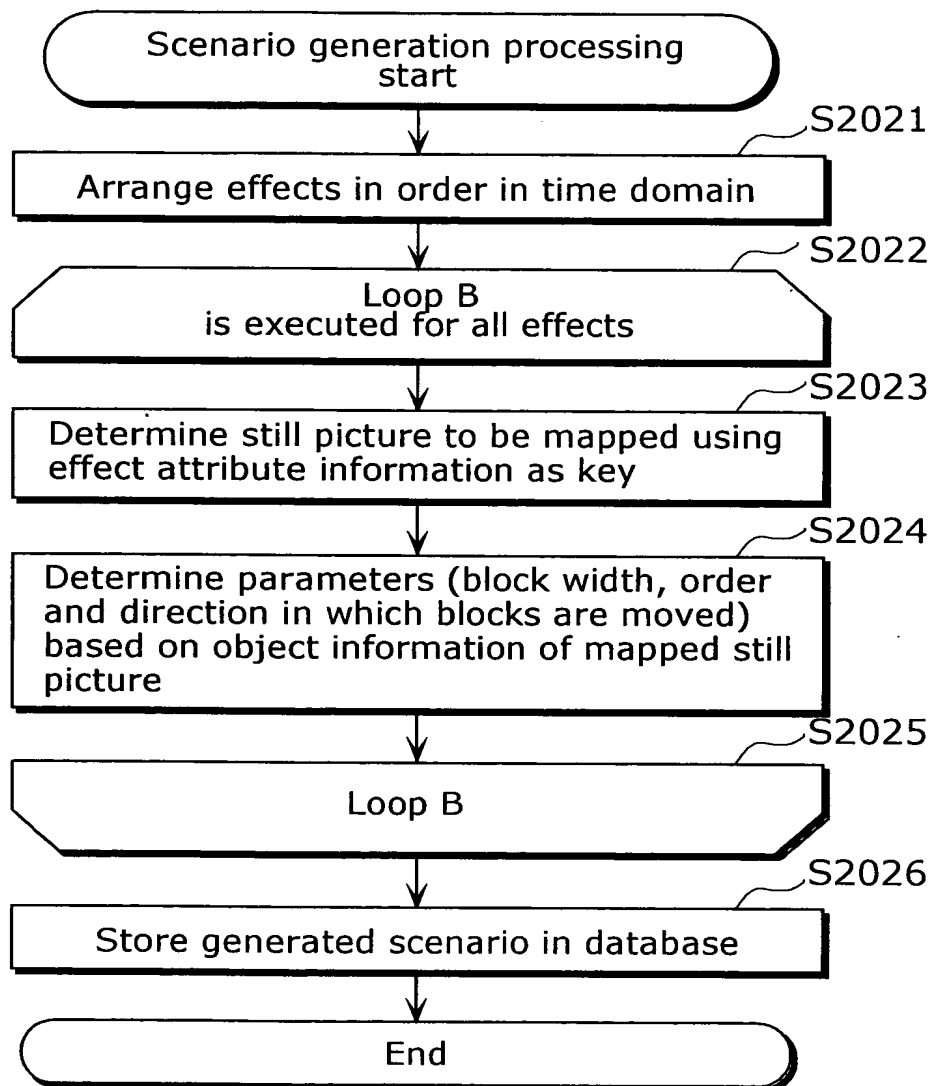 Scenario generation processing
start
S2021
Arrange effects in order in time domain
S2022
Loop B
is executed for all effects
S2023
Determine still picture to be mapped using
effect attribute information as key
S2024
Determine parameters (block width, order
and direction in which blocks are moved)
based on object information of mapped still
picture
S2025
Loop B
S2026
Store generated scenario in database
End